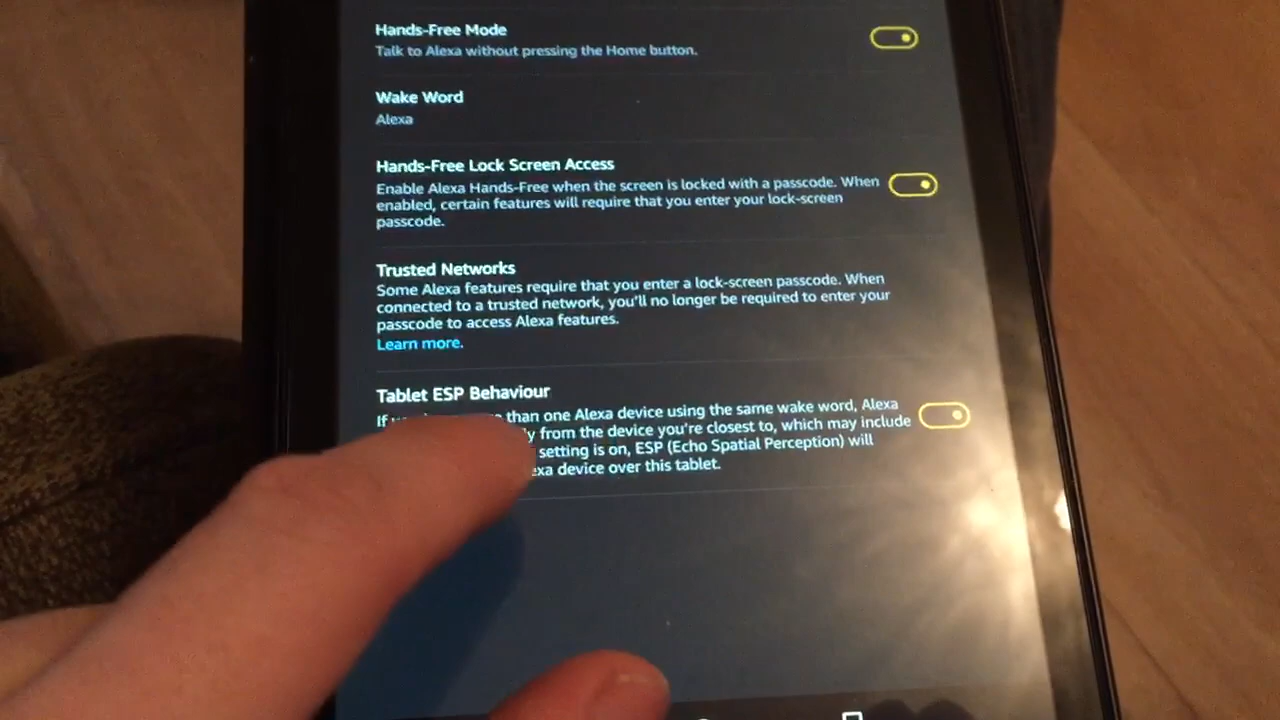 Hands-Free Mode
Talk to Alexa without pressing the Home button.
Wake Word
Alexa
Hands-Free Lock Screen Access
Enable Alexa Hands-Free when the screen is locked with a passcode. When
enabled, certain features will require that you enter your lock-screen
passcode.
Trusted Networks
Some Alexa features require that you enter a lock-screen passcode. When
connected to a trusted network, you'll no longer be required to enter your
passcode to access Alexa features.
Learn more.
Tablet ESP Behaviour
If than one Alexa device using the same wake word, Alexa
from the device you're closest to, which may include
setting is on, ESP (Echo Spatial Perception) will
device over this tablet.